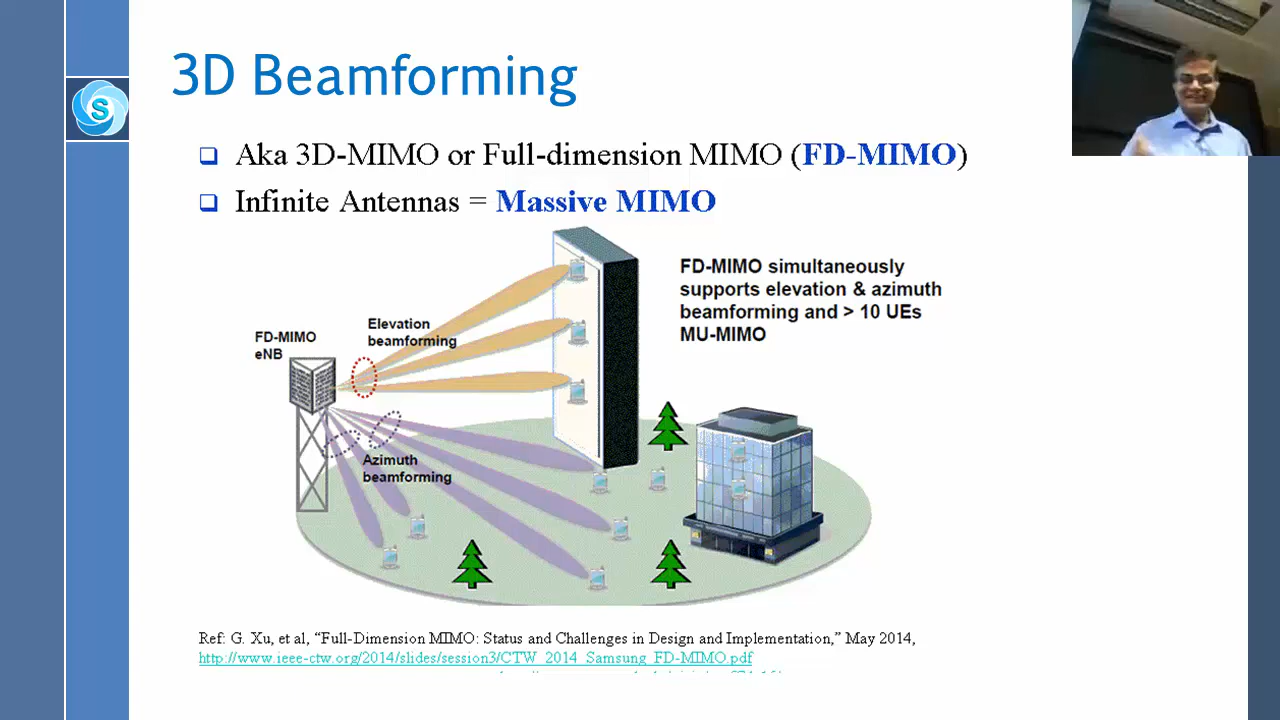 3D Beamforming
S
Aka 3D-MIMO or Full-dimension MIMO (FD-MIMO)
Infinite Antennas = Massive MIMO
FD-MIMO simultaneously
supports elevation & azimuth
beamforming and > 10 UEs
MU-MIMO
Elevation
beamforming
FD-MIMO
eNB
Azimuth
beamforming
Ref: G. Xu, et al, “Full-Dimension MIMO: Status and Challenges in Design and Implementation,” May 2014,
http://www.ieee-ctw.org/2014/slides/session3/CTW_2014_Samsung_FD-MIMO.pdf